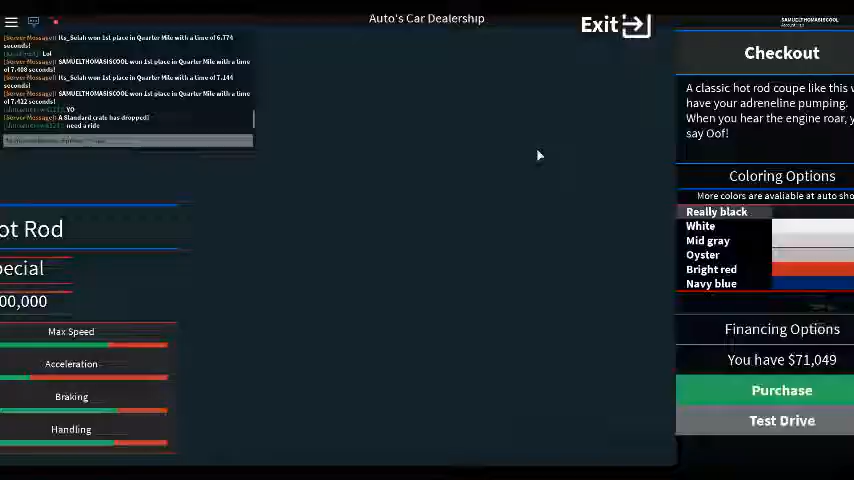 Auto's Car Dealership
Exit
SAMUELTHOMASISCOOL
[Server Message]: Its_Selah won 1st place in Quarter Mile with a time of 6.774
seconds!
Lol
[Server Message]: SAMUELTHOMASISCOOL won 1st place in Quarter Mile with a time
of 7.408 seconds!
[Server Message]: Its_Selah won 1st place in Quarter Mile with a time of 7.144
seconds!
[Server Message]: SAMUELTHOMASISCOOL won 1st place in Quarter Mile with a time
of 7.412 seconds!
YO
[Server Message]: A Standard crate has dropped!
need a ride
ot Rod
pecial
00,000
Max Speed
Acceleration
Braking
Handling
Checkout
A classic hot rod coupe like this w
have your adreneline pumping.
When you hear the engine roar, y
say Oof!
Coloring Options
More colors are avaliable at auto sho
Really black
White
Mid gray
Oyster
Bright red
Navy blue
Financing Options
You have $71,049
Purchase
Test Drive